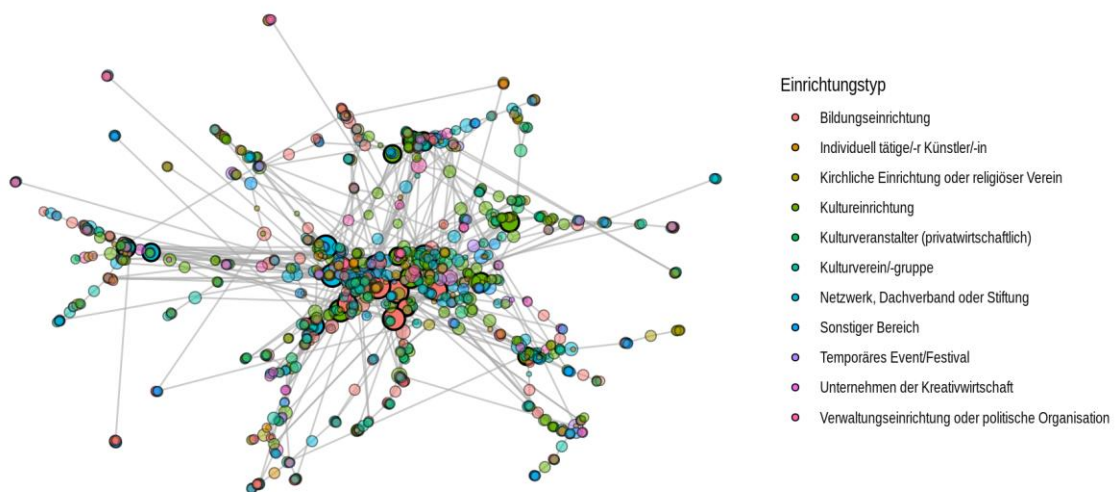 Einrichtungstyp
Bildungseinrichtung
Individuell tätige/-r Künstler/-in
Kirchliche Einrichtung oder religiöser Verein
Kultureinrichtung
Kulturveranstalter (privatwirtschaftlich)
Kulturverein/-gruppe
Netzwerk, Dachverband oder Stiftung
Sonstiger Bereich
Temporäres Event/Festival
Unternehmen der Kreativwirtschaft
Verwaltungseinrichtung oder politische Organisation